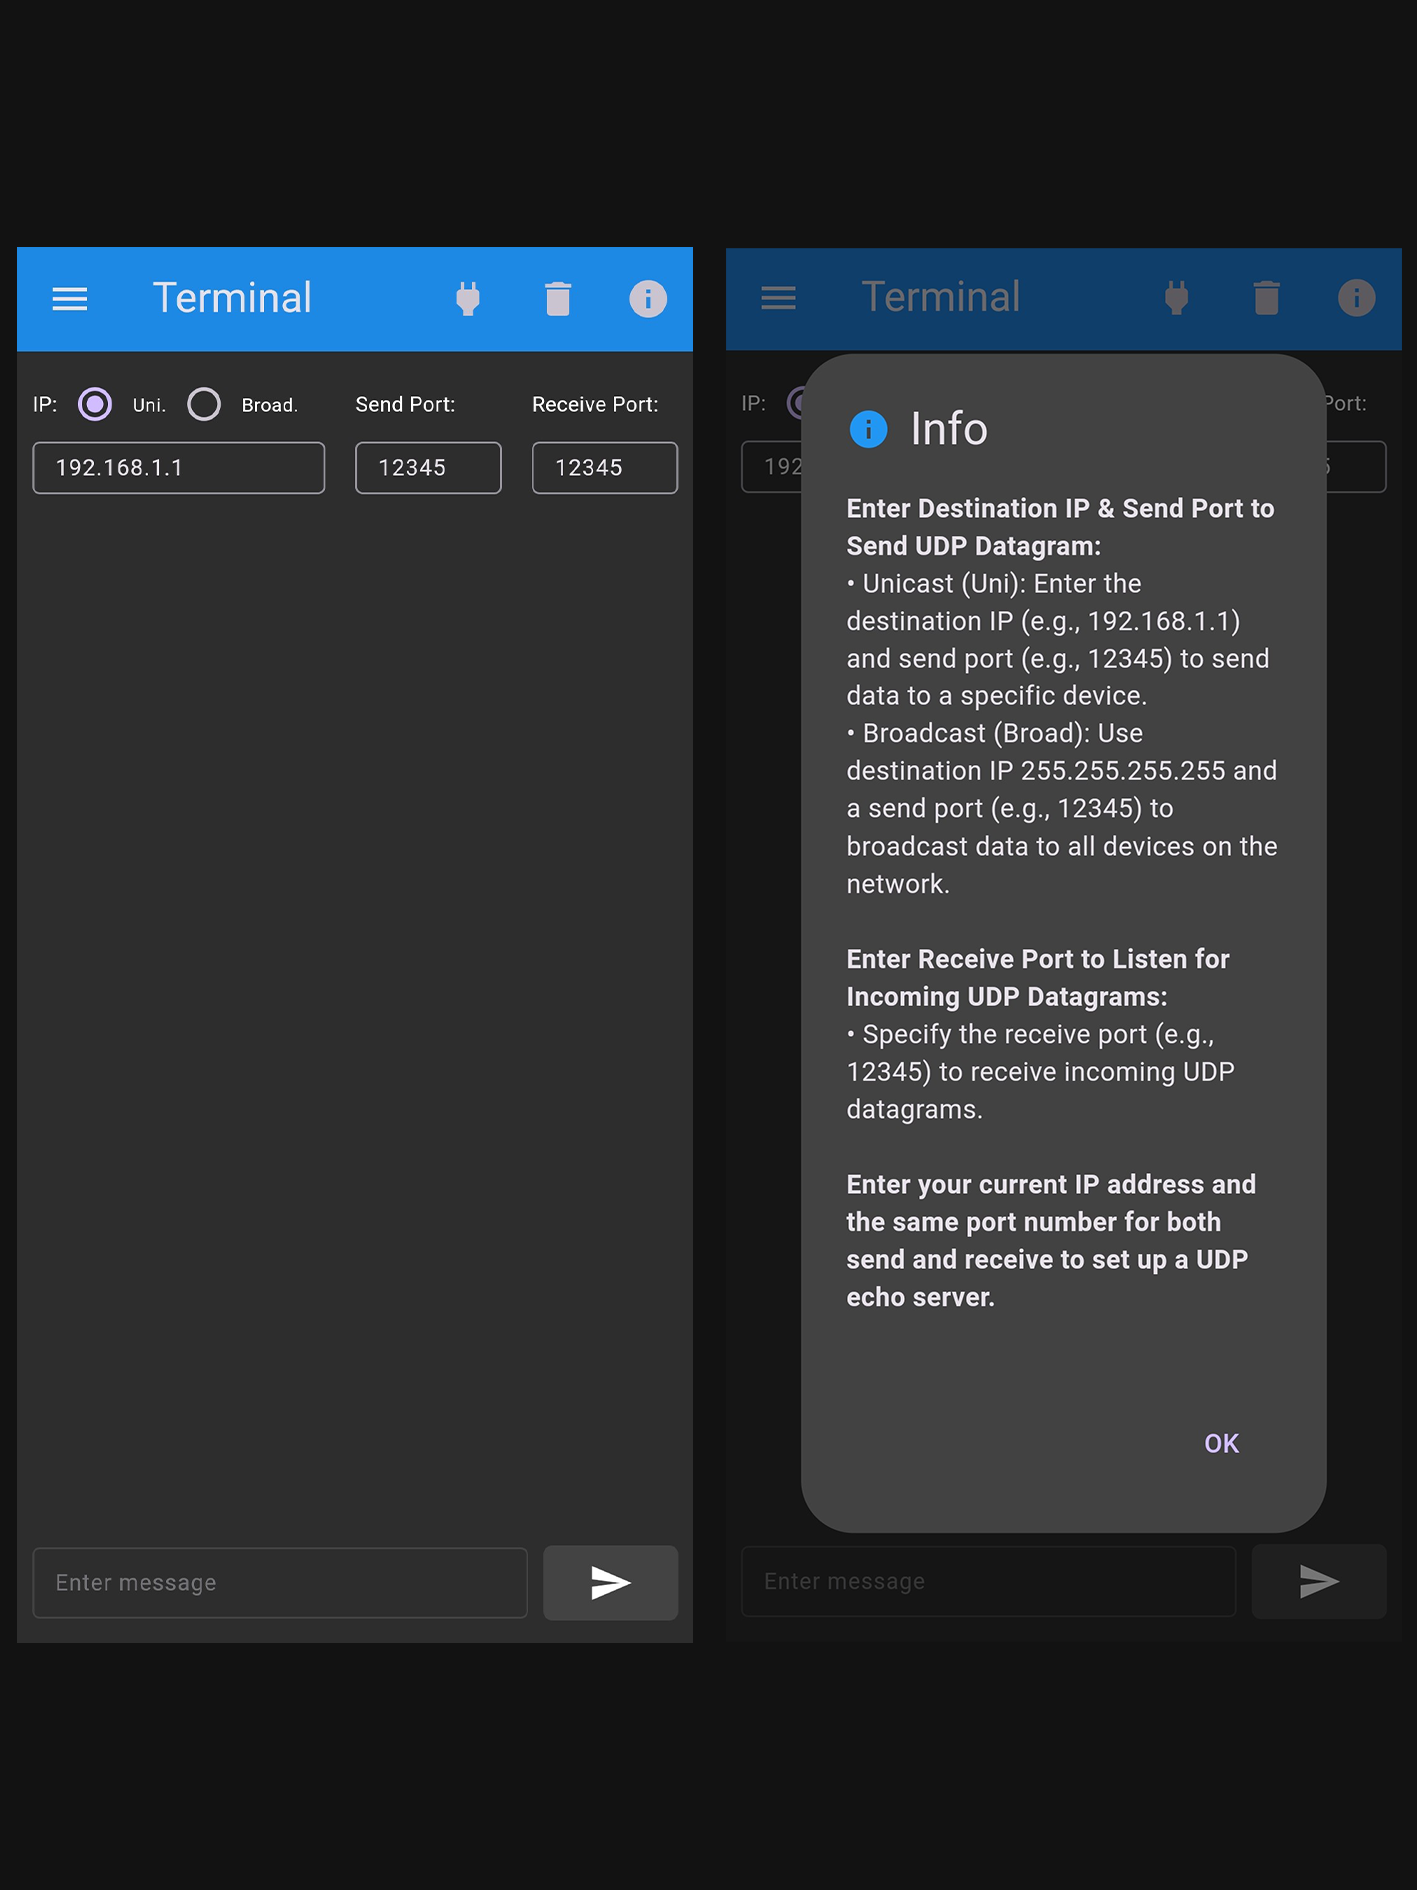 Terminal
IP: Uni. Broad. Send Port: Receive Port:
192.168.1.1 12345 12345
Enter message
Terminal
IP: Port:
192
Info
Enter Destination IP & Send Port to
Send UDP Datagram:
• Unicast (Uni): Enter the
destination IP (e.g., 192.168.1.1)
and send port (e.g., 12345) to send
data to a specific device.
• Broadcast (Broad): Use
destination IP 255.255.255.255 and
a send port (e.g., 12345) to
broadcast data to all devices on the
network.
Enter Receive Port to Listen for
Incoming UDP Datagrams:
• Specify the receive port (e.g.,
12345) to receive incoming UDP
datagrams.
Enter your current IP address and
the same port number for both
send and receive to set up a UDP
echo server.
OK
Enter message